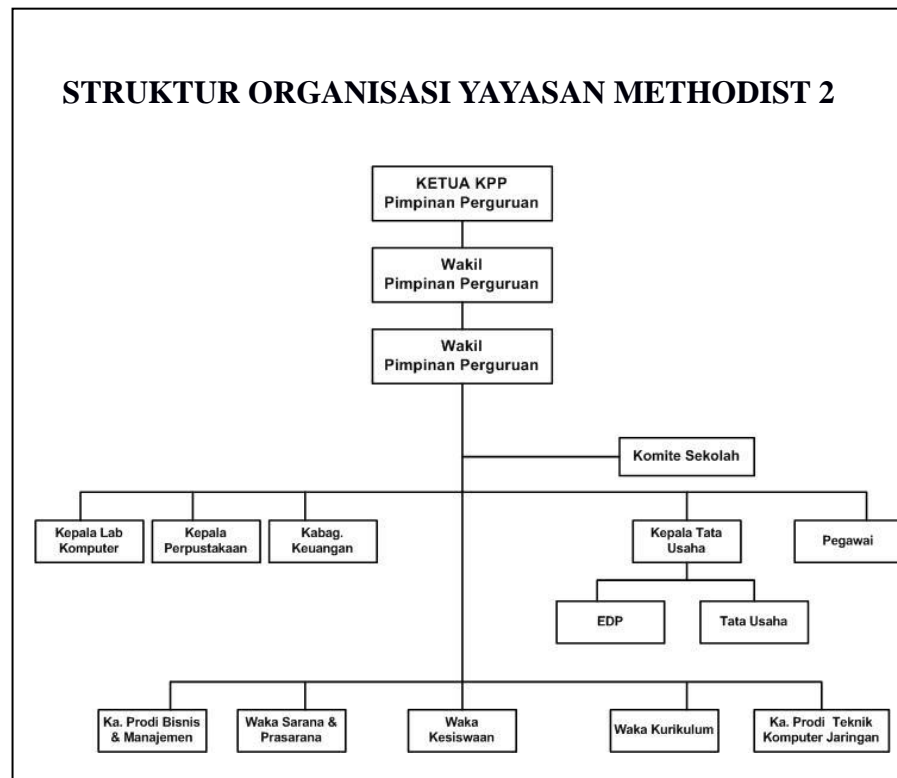 STRUKTUR ORGANISASI YAYASAN METHODIST 2
KETUA KPP
Pimpinan Perguruan
Wakil
Pimpinan Perguruan
Wakil
Pimpinan Perguruan
Komite Sekolah
Kepala Lab
Komputer
Kepala
Perpustakaan
Kabag.
Keuangan
Kepala Tata
Usaha
Pegawai
EDP
Tata Usaha
Ka. Prodi Bisnis
& Manajemen
Waka Sarana &
Prasarana
Waka
Kesiswaan
Waka Kurikulum
Ka. Prodi Teknik
Komputer Jaringan